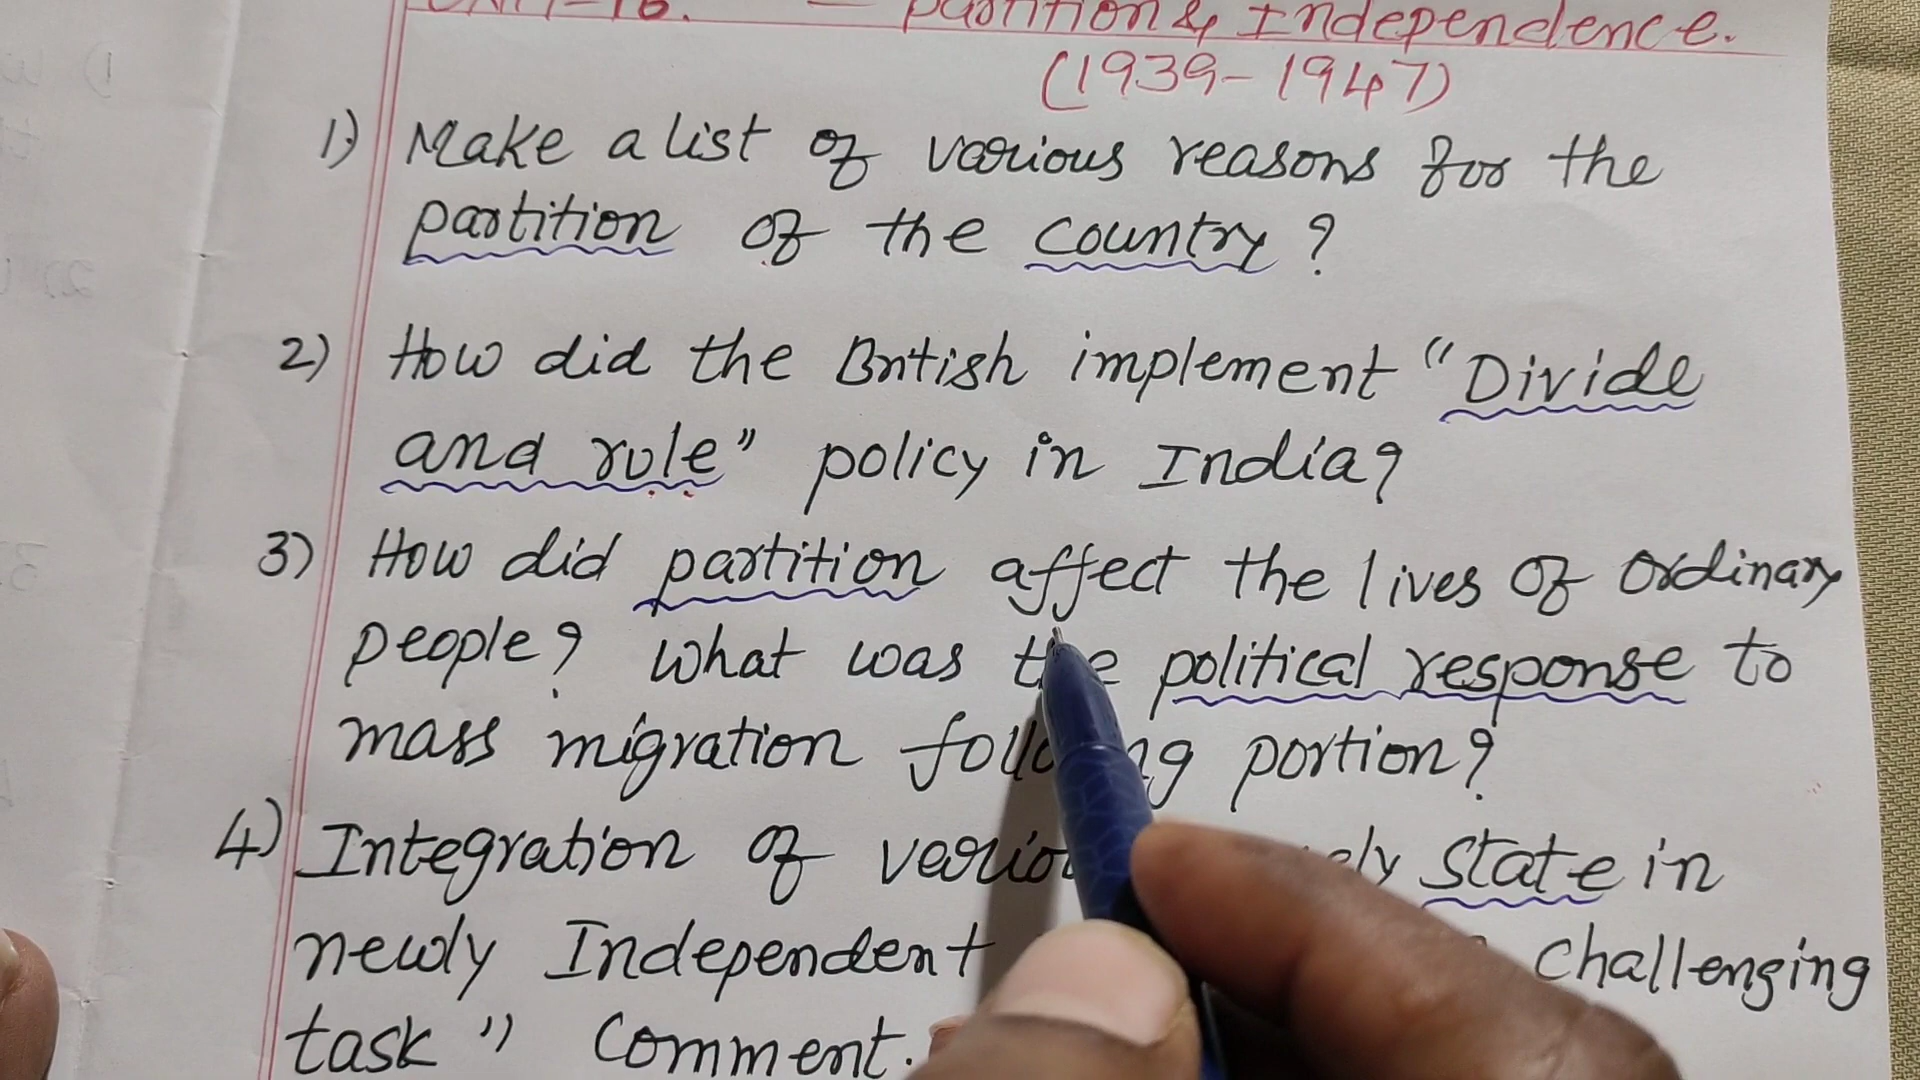 UNIT-16. - Partition & Independence.
(1939-1947)
1) Make a list of various reasons for the
partition of the country?
2) How did the British implement "Divide
and rule" policy in India?
3) How did partition affect the lives of ordinary
people? What was the political response to
mass migration portion?
4) Integration of state in
newly Independent challenging
task" Comment.